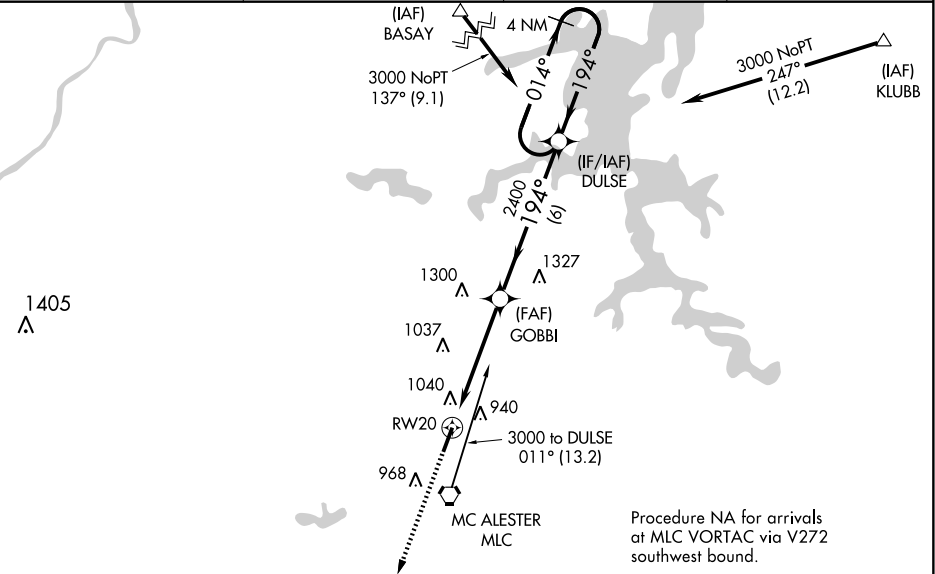 (IAF)
BASAY
4 NM
3000 NoPT
137° (9.1)
014°
194°
3000 NoPT
247°
(12.2)
(IAF)
KLUBB
(IF/IAF)
DULSE
2400
194°
(6)
1300
1327
(FAF)
GOBBI
1405
1037
1040
940
RW20
3000 to DULSE
011° (13.2)
968
MC ALESTER
MLC
Procedure NA for arrivals
at MLC VORTAC via V272
southwest bound.